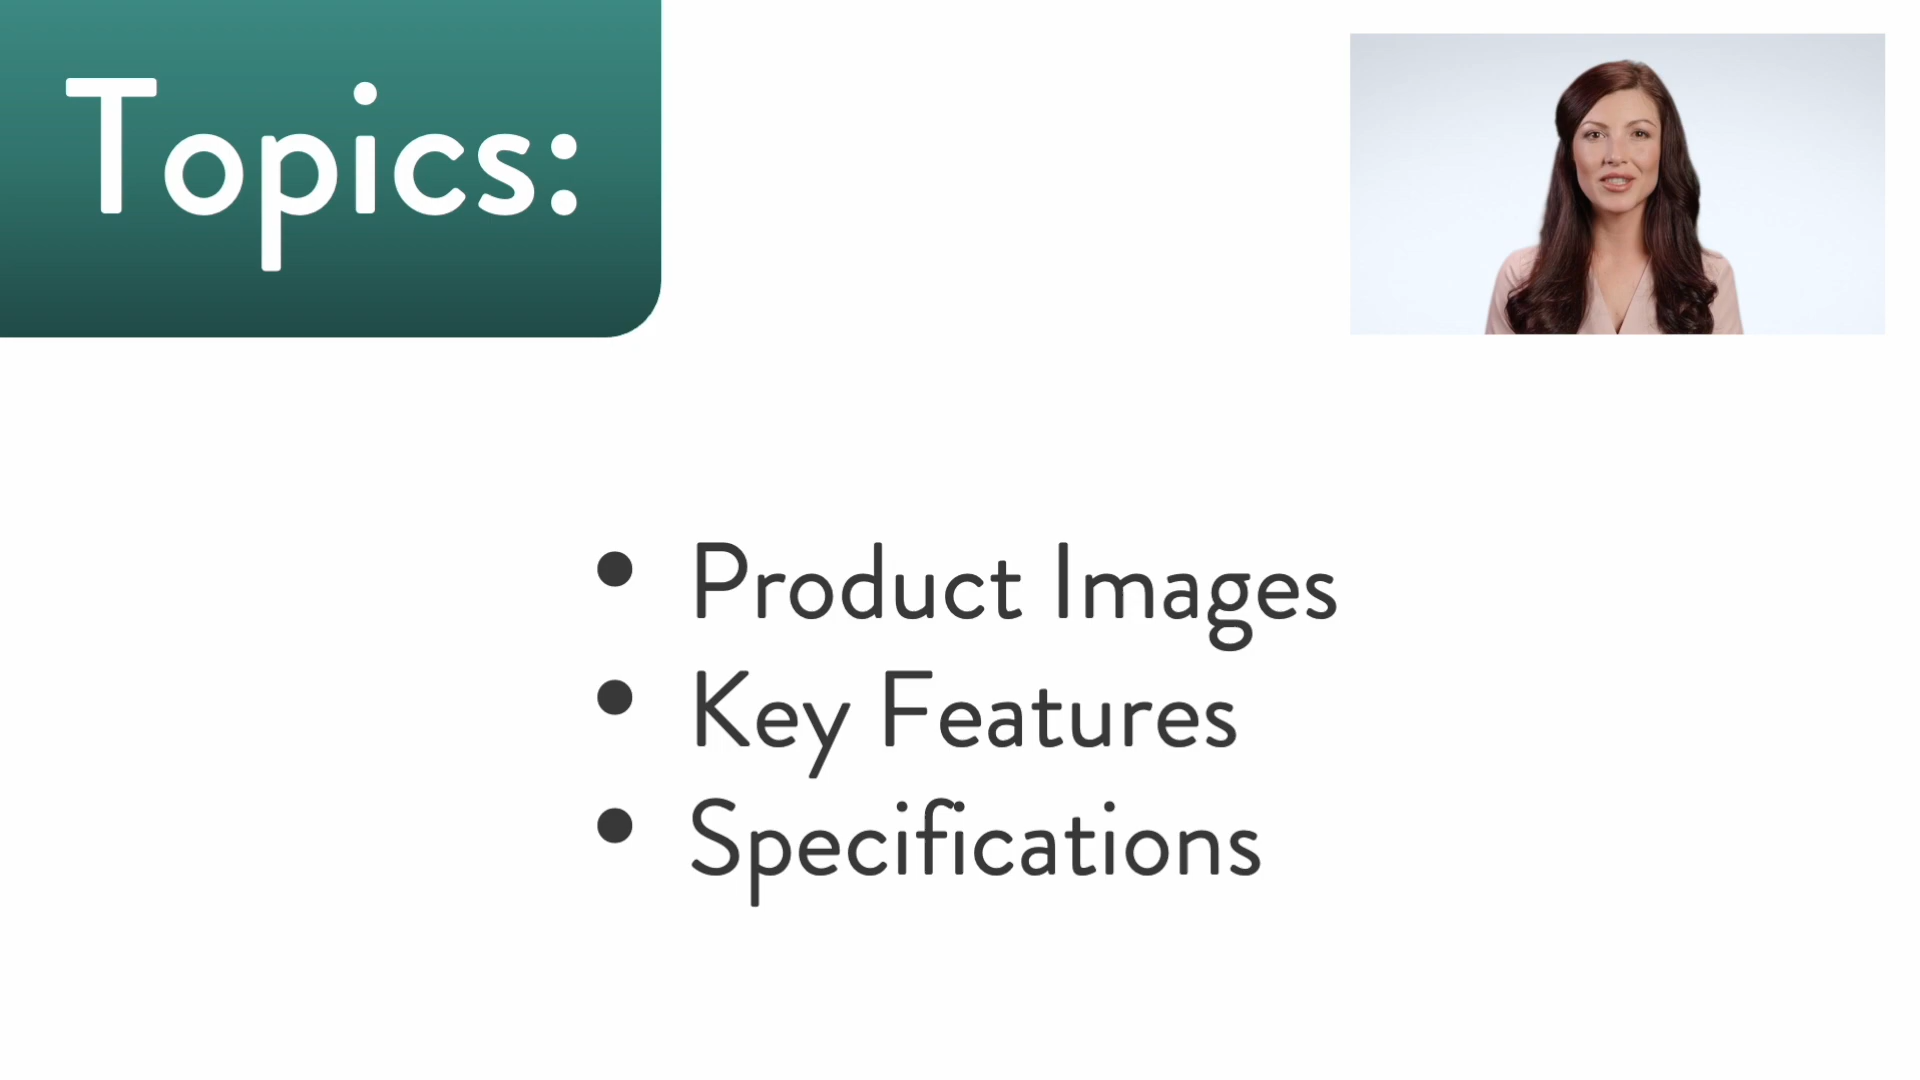 Topics:
• Product Images
• Key Features
• Specifications